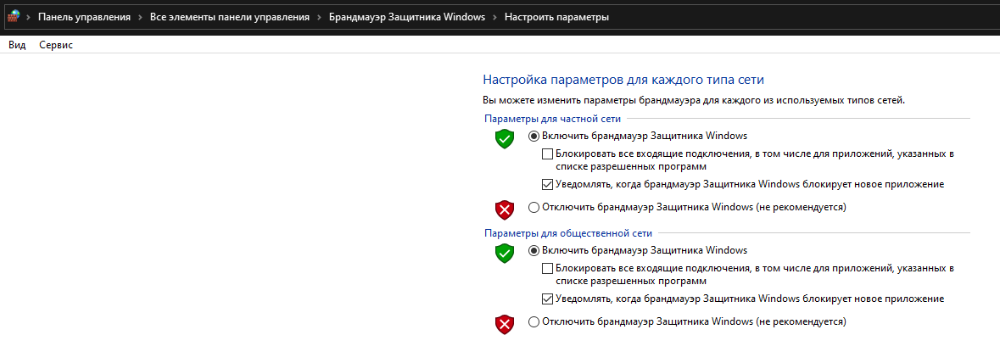 Панель управления > Все элементы панели управления > Брандмауэр Защитника Windows > Настроить параметры
Вид Сервис
Настройка параметров для каждого типа сети
Вы можете изменить параметры брандмауэра для каждого из используемых типов сетей.
Параметры для частной сети
Включить брандмауэр Защитника Windows
Блокировать все входящие подключения, в том числе для приложений, указанных в
списке разрешенных программ
Уведомлять, когда брандмауэр Защитника Windows блокирует новое приложение
Отключить брандмауэр Защитника Windows (не рекомендуется)
Параметры для общественной сети
Включить брандмауэр Защитника Windows
Блокировать все входящие подключения, в том числе для приложений, указанных в
списке разрешенных программ
Уведомлять, когда брандмауэр Защитника Windows блокирует новое приложение
Отключить брандмауэр Защитника Windows (не рекомендуется)